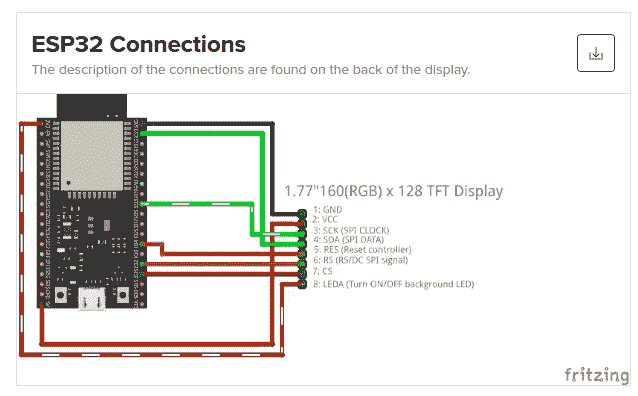 ESP32 Connections
The description of the connections are found on the back of the display.
1.77"160(RGB) x 128 TFT Display
1: GND
2: VCC
3: SCK (SPI CLOCK)
4: SDA (SPI DATA)
5: RES (Reset controller)
6: RS (RS/DC SPI signal)
7: CS
8: LEDA (Turn ON/OFF background LED)
fritzing